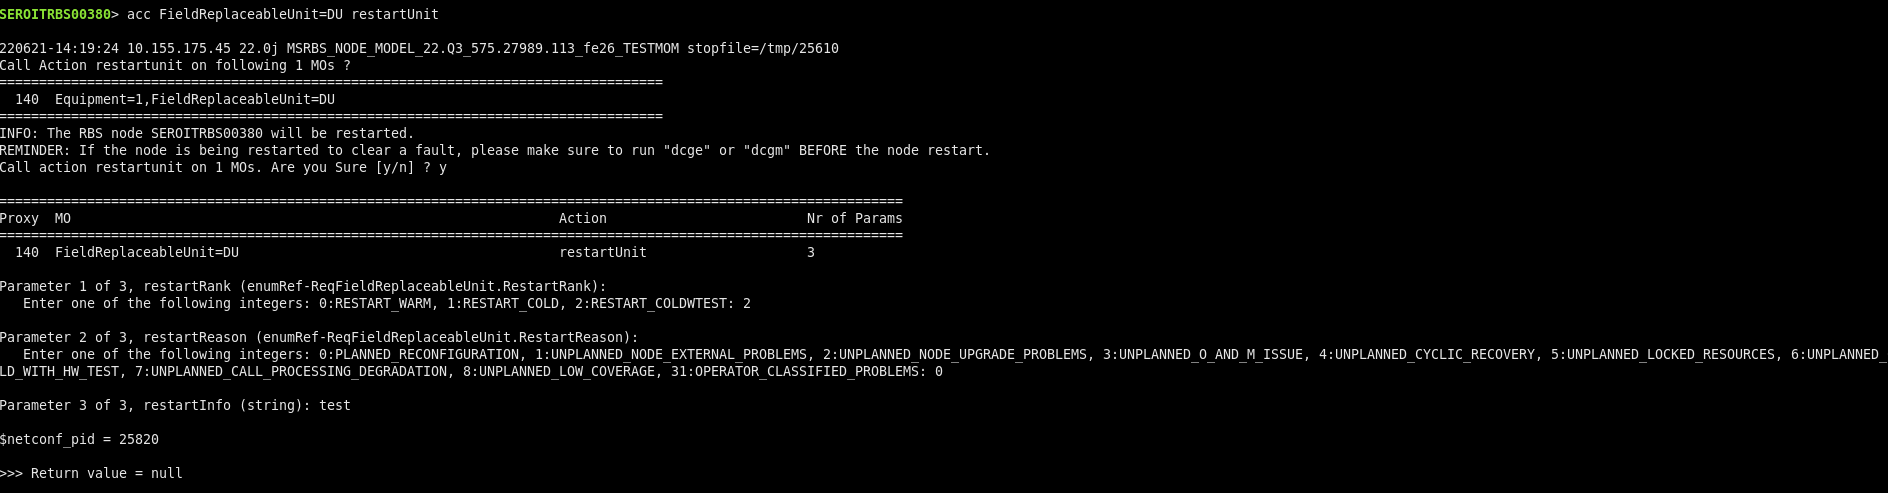 SEROITRBS00380> acc FieldReplaceableUnit=DU restartUnit
220621-14:19:24 10.155.175.45 22.0j MSRBS_NODE_MODEL_22.Q3_575.27989.113_fe26_TESTMOM stopfile=/tmp/25610
Call Action restartunit on following 1 MOs ?
===================================================================================
140 Equipment=1,FieldReplaceableUnit=DU
===================================================================================
INFO: The RBS node SEROITRBS00380 will be restarted.
REMINDER: If the node is being restarted to clear a fault, please make sure to run "dcge" or "dcgm" BEFORE the node restart.
Call action restartunit on 1 MOs. Are you Sure [y/n] ? y
=================================================================================================================
Proxy MO Action Nr of Params
=================================================================================================================
140 FieldReplaceableUnit=DU restartUnit 3
Parameter 1 of 3, restartRank (enumRef-ReqFieldReplaceableUnit.RestartRank):
Enter one of the following integers: 0:RESTART_WARM, 1:RESTART_COLD, 2:RESTART_COLDWTEST: 2
Parameter 2 of 3, restartReason (enumRef-ReqFieldReplaceableUnit.RestartReason):
Enter one of the following integers: 0:PLANNED_RECONFIGURATION, 1:UNPLANNED_NODE_EXTERNAL_PROBLEMS, 2:UNPLANNED_NODE_UPGRADE_PROBLEMS, 3:UNPLANNED_O_AND_M_ISSUE, 4:UNPLANNED_CYCLIC_RECOVERY, 5:UNPLANNED_LOCKED_RESOURCES, 6:UNPLANNED_
LD_WITH_HW_TEST, 7:UNPLANNED_CALL_PROCESSING_DEGRADATION, 8:UNPLANNED_LOW_COVERAGE, 31:OPERATOR_CLASSIFIED_PROBLEMS: 0
Parameter 3 of 3, restartInfo (string): test
$netconf_pid = 25820
>>> Return value = null